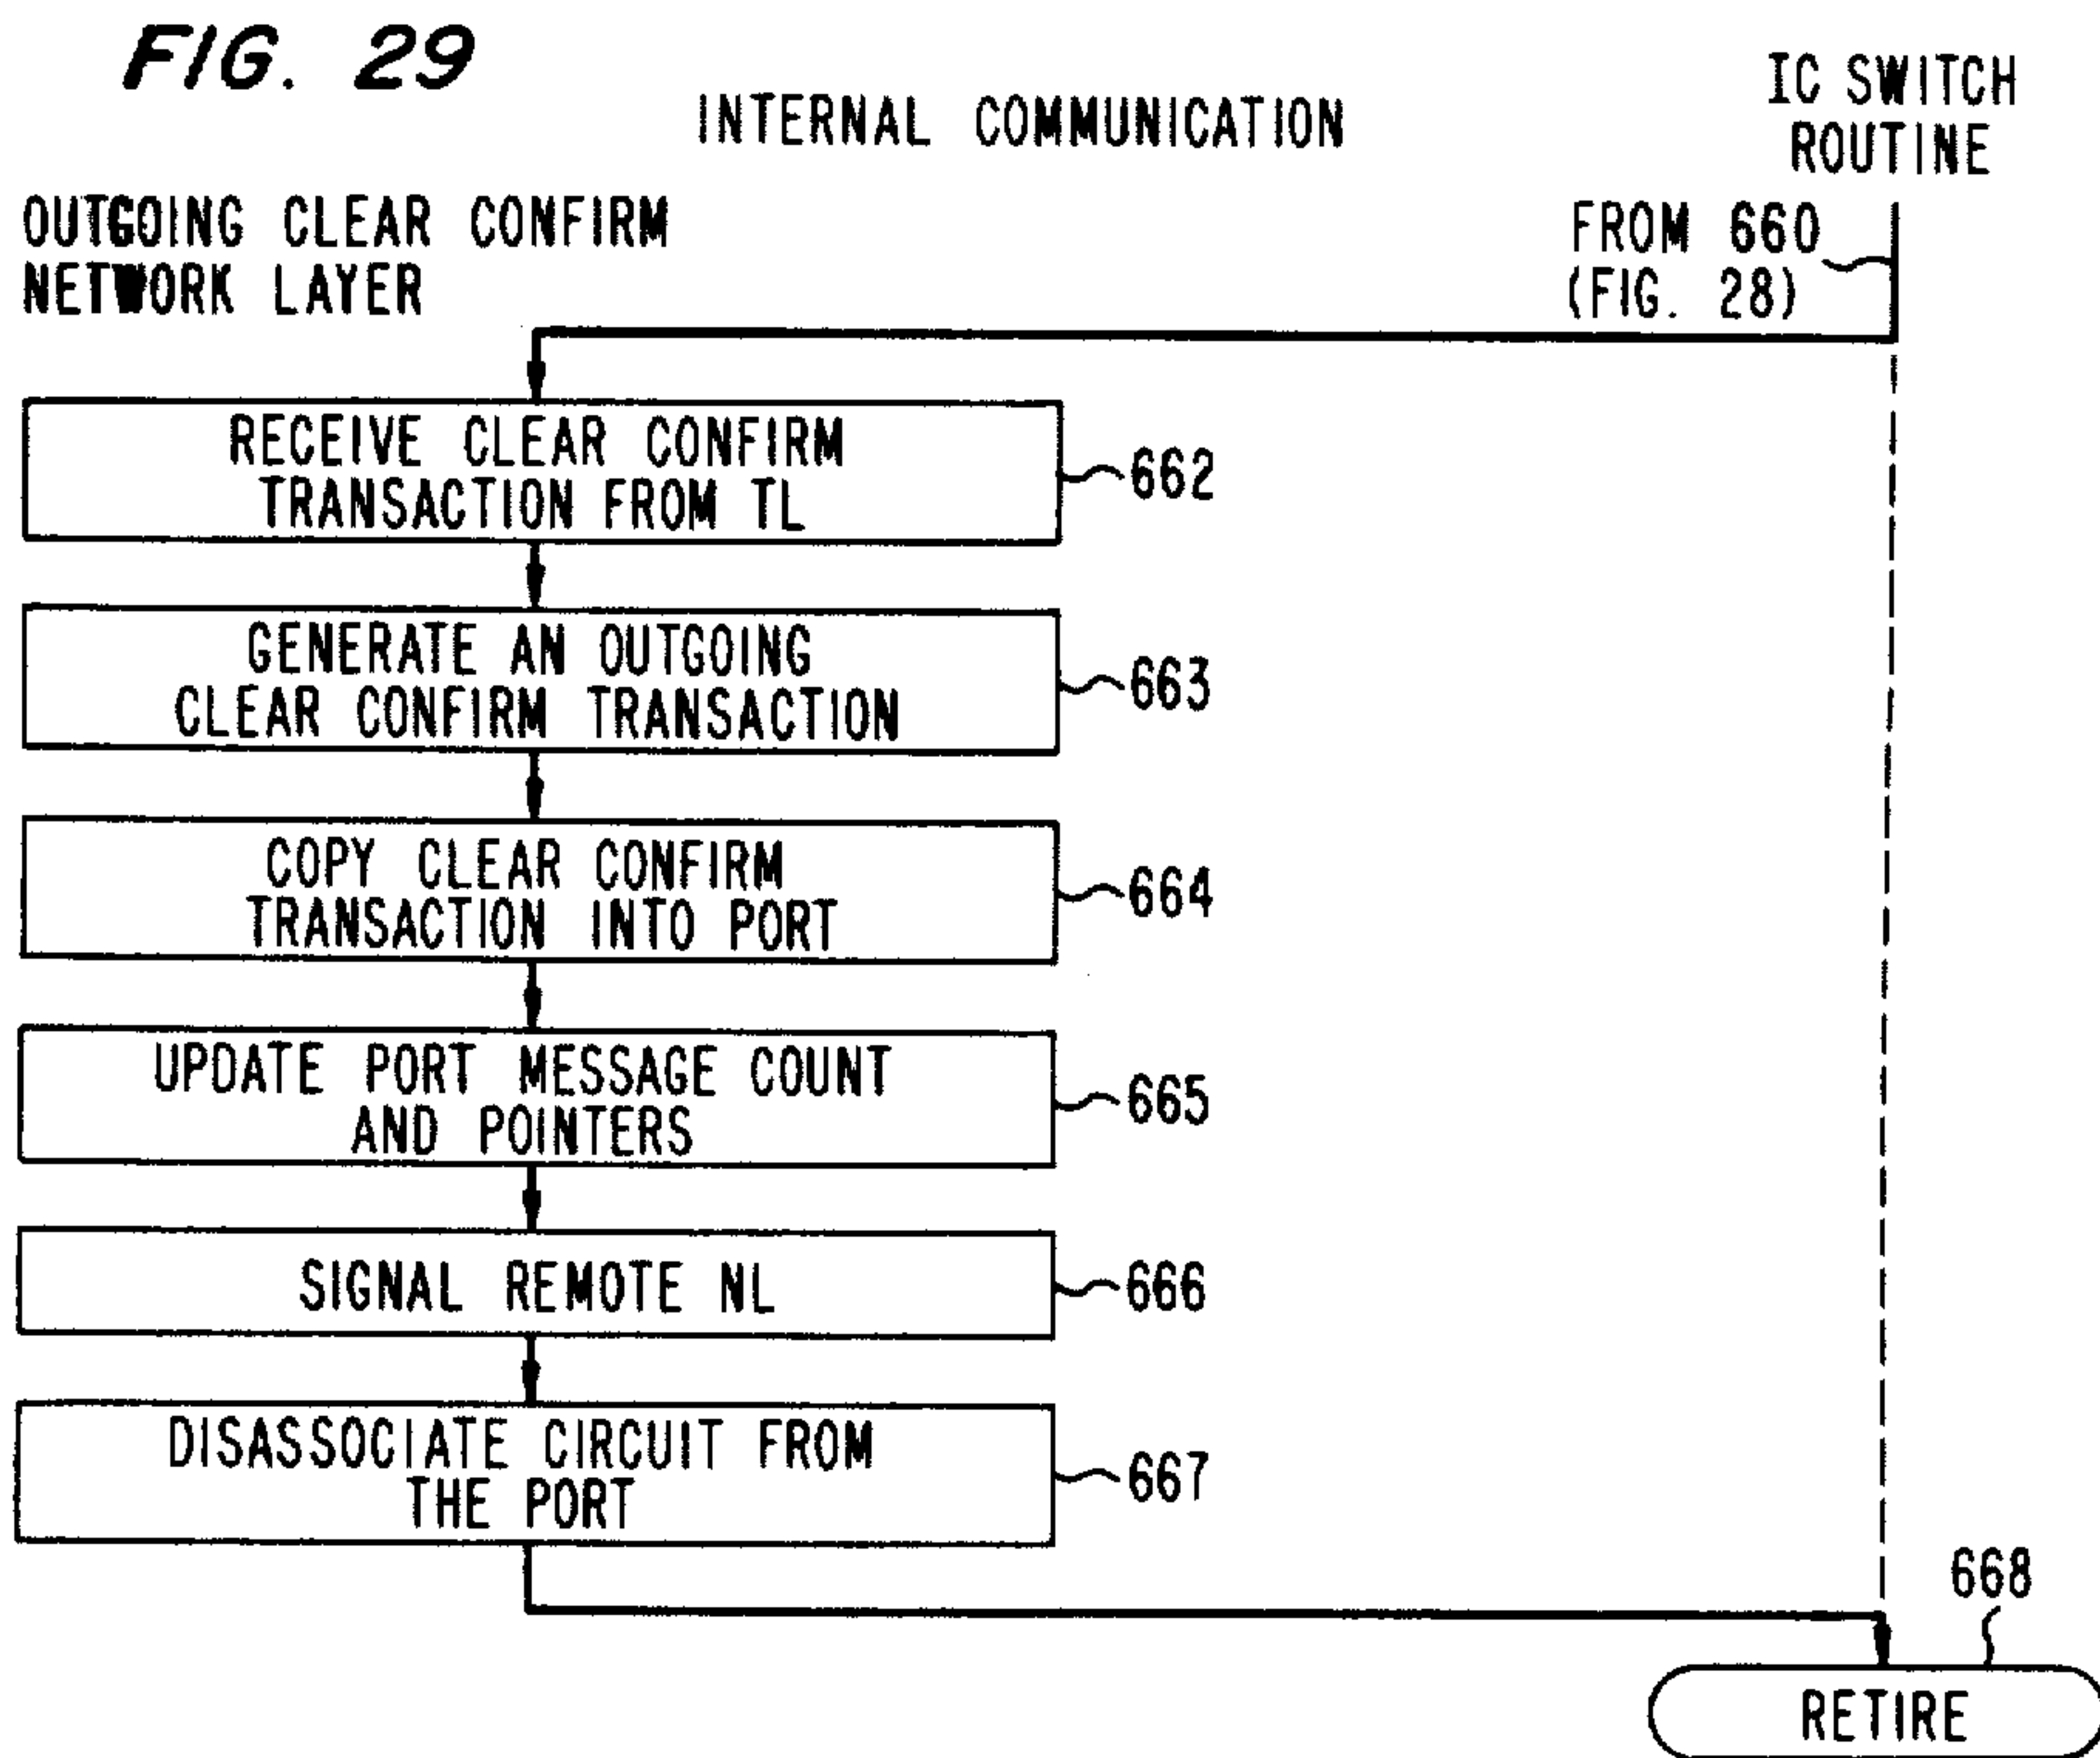 FIG. 29
INTERNAL COMMUNICATION
IC SWITCH
ROUTINE
OUTGOING CLEAR CONFIRM
NETWORK LAYER
FROM 660
(FIG. 28)
RECEIVE CLEAR CONFIRM
TRANSACTION FROM TL
662
GENERATE AN OUTGOING
CLEAR CONFIRM TRANSACTION
663
COPY CLEAR CONFIRM
TRANSACTION INTO PORT
664
UPDATE PORT MESSAGE COUNT
AND POINTERS
665
SIGNAL REMOTE NL
666
DISASSOCIATE CIRCUIT FROM
THE PORT
667
668
RETIRE